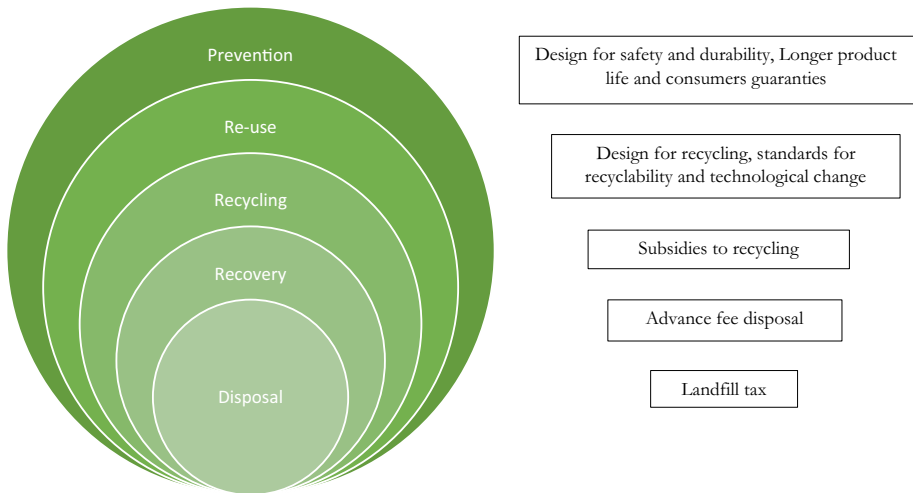 Prevention
Re-use
Recycling
Recovery
Disposal
Design for safety and durability, Longer product
life and consumers guaranties
Design for recycling, standards for
recyclability and technological change
Subsidies to recycling
Advance fee disposal
Landfill tax